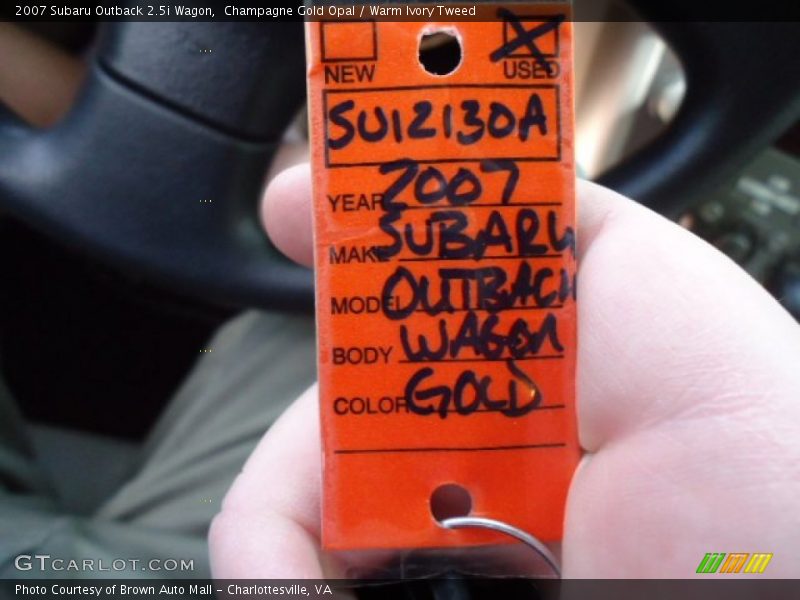 2007 Subaru Outback 2.5i Wagon, Champagne Gold Opal / Warm Ivory Tweed
NEW USED
SU12130A
YEAR 2007
MAKE SUBARU
MODEL OUTBACK
BODY WAGON
COLOR GOLD
GTCARLOT.COM
Photo Courtesy of Brown Auto Mall - Charlottesville, VA